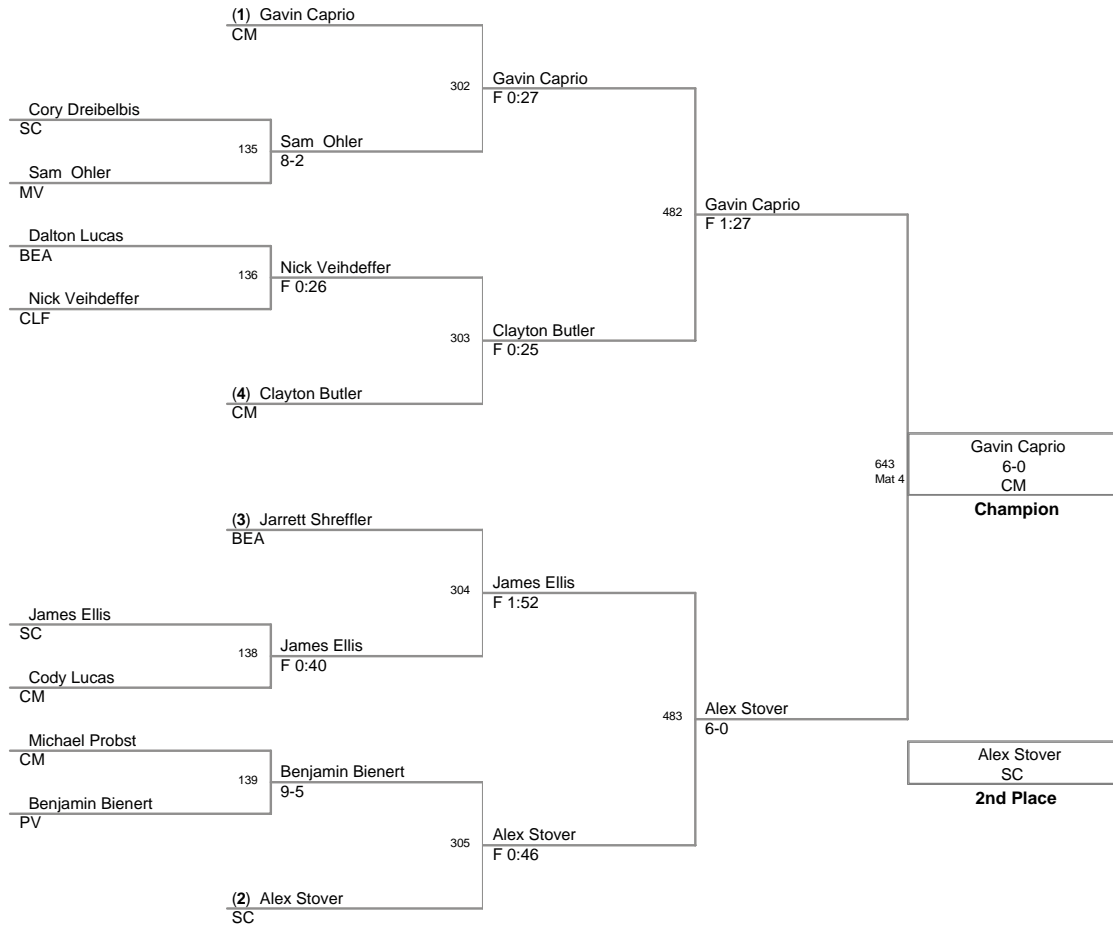 (1) Gavin Caprio
CM
302
Gavin Caprio
F 0:27
Cory Dreibelbis
SC
135
Sam Ohler
8-2
Sam Ohler
MV
482
Gavin Caprio
F 1:27
Dalton Lucas
BEA
136
Nick Veihdeffer
F 0:26
Nick Veihdeffer
CLF
303
Clayton Butler
F 0:25
(4) Clayton Butler
CM
643
Mat 4
Gavin Caprio
6-0
CM
Champion
(3) Jarrett Shreffler
BEA
304
James Ellis
F 1:52
James Ellis
SC
138
James Ellis
F 0:40
Cody Lucas
CM
483
Alex Stover
6-0
Michael Probst
CM
139
Benjamin Bienert
9-5
Benjamin Bienert
PV
Alex Stover
SC
2nd Place
305
Alex Stover
F 0:46
(2) Alex Stover
SC